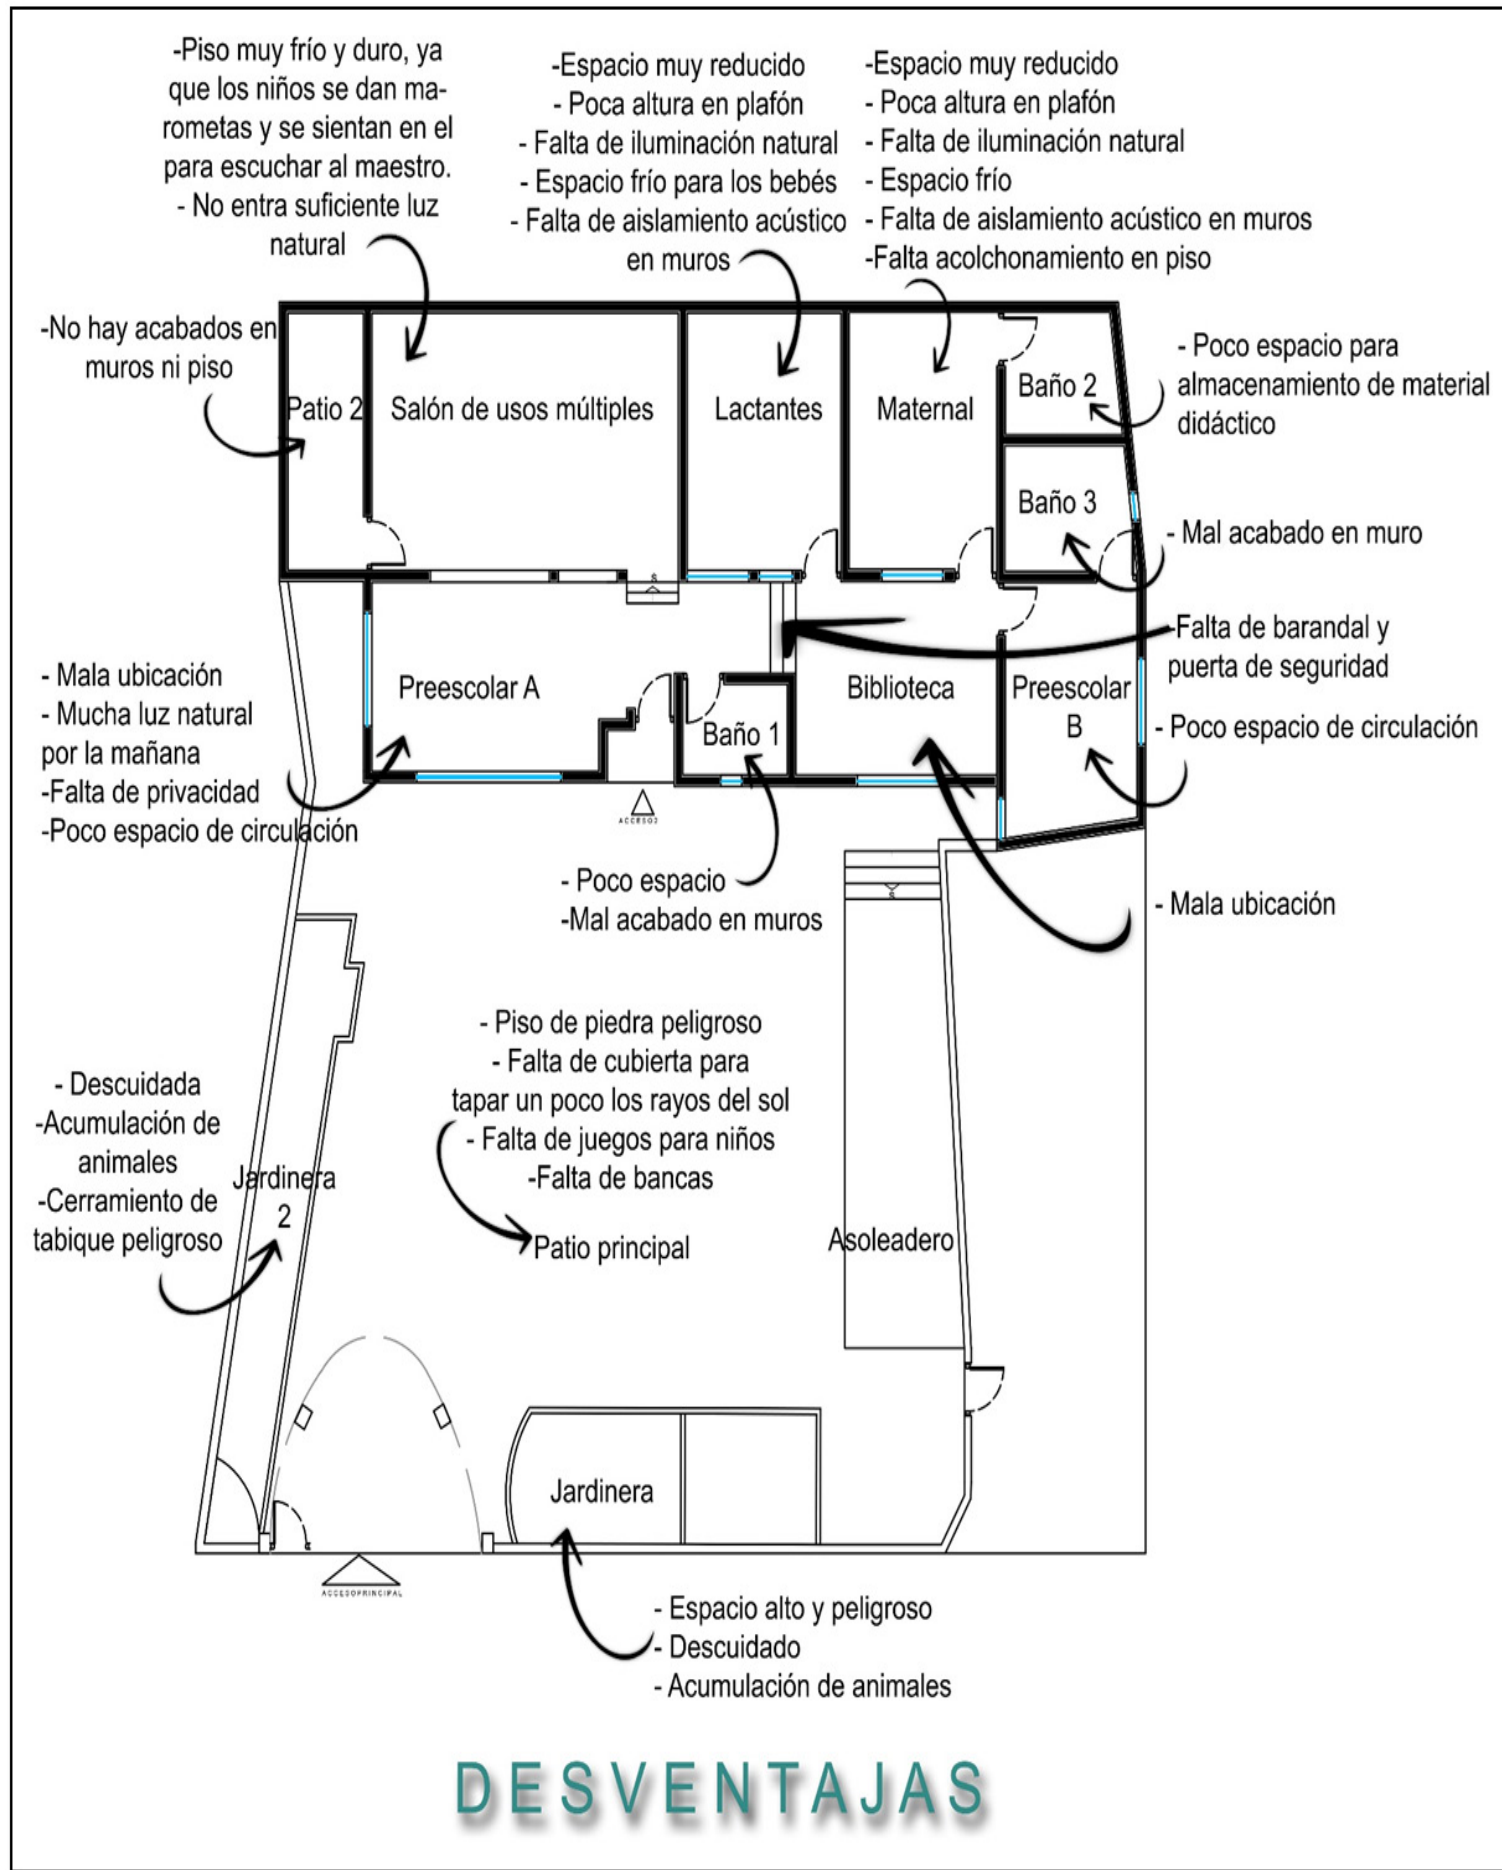 -Piso muy frío y duro, ya
que los niños se dan ma-
rometas y se sientan en el
para escuchar al maestro.
- No entra suficiente luz
natural
-Espacio muy reducido
- Poca altura en plafón
- Falta de iluminación natural
- Espacio frío para los bebés
- Falta de aislamiento acústico
en muros
-Espacio muy reducido
- Poca altura en plafón
- Falta de iluminación natural
- Espacio frío
- Falta de aislamiento acústico en muros
-Falta acolchonamiento en piso
-No hay acabados en
muros ni piso
- Poco espacio para
almacenamiento de material
didáctico
Patio 2
Salón de usos múltiples
Lactantes
Maternal
Baño 2
Baño 3
- Mal acabado en muro
S
-Falta de barandal y
puerta de seguridad
- Mala ubicación
- Mucha luz natural
por la mañana
-Falta de privacidad
-Poco espacio de circulación
Preescolar A
Baño 1
Biblioteca
Preescolar
B
- Poco espacio de circulación
ACCESO2
- Poco espacio
-Mal acabado en muros
S
- Mala ubicación
- Piso de piedra peligroso
- Falta de cubierta para
tapar un poco los rayos del sol
- Falta de juegos para niños
-Falta de bancas
- Descuidada
-Acumulación de
animales
-Cerramiento de
tabique peligroso
Jardinera
2
Patio principal
Asoleadero
Jardinera
ACCESOPRINCIPAL
- Espacio alto y peligroso
- Descuidado
- Acumulación de animales
DESVENTAJAS